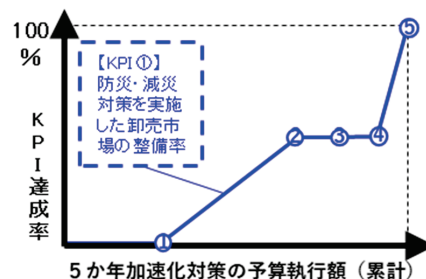 100
%
【KPI①】
防災・減災
対策を実施
した卸売市
場の整備率
KPI達成率
①
②
③
④
⑤
5か年加速化対策の予算執行額（累計）